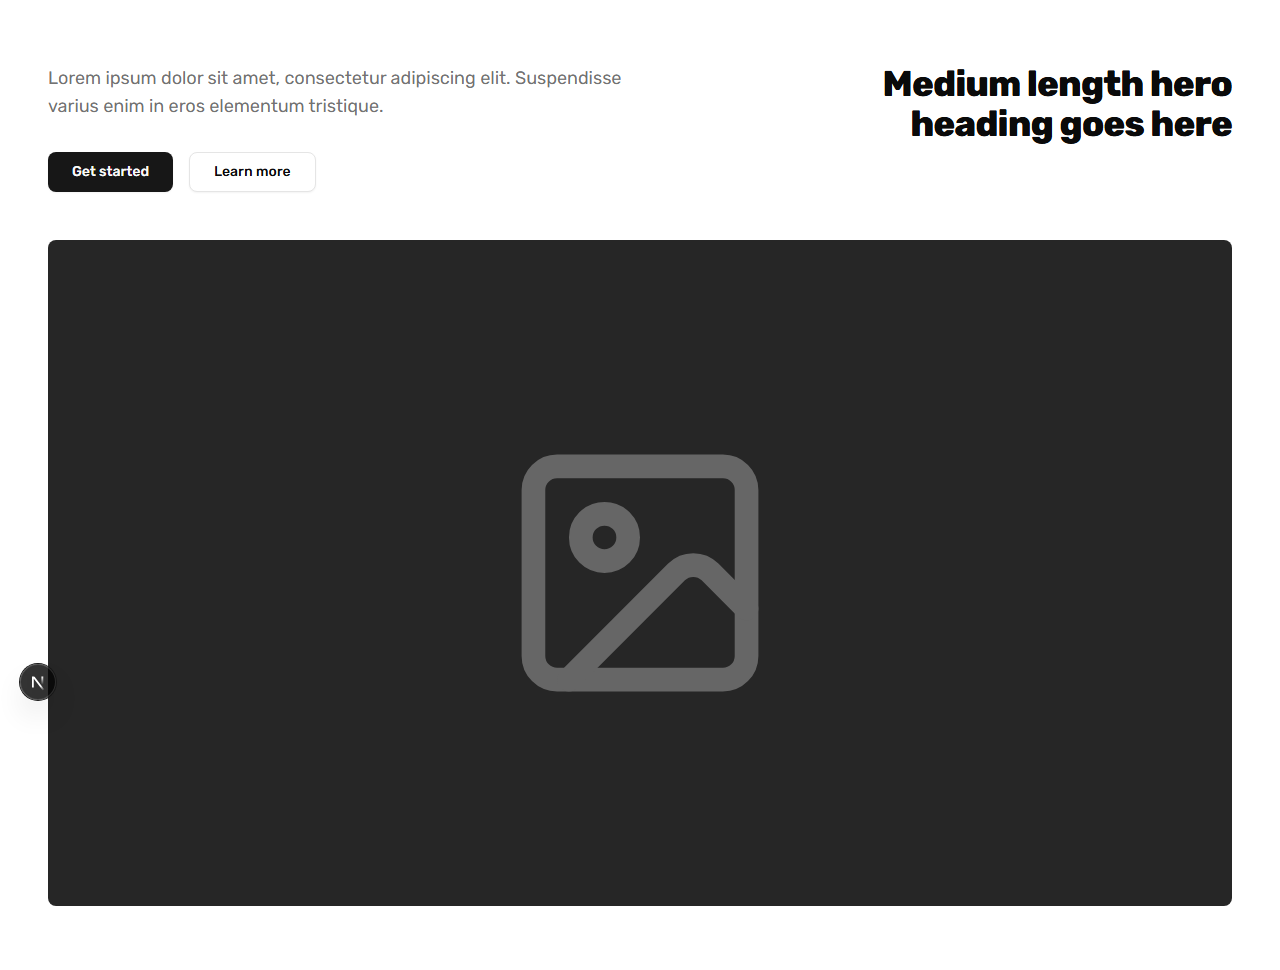 Lorem ipsum dolor sit amet, consectetur adipiscing elit. Suspendisse
varius enim in eros elementum tristique.
Get started
Learn more
Medium length hero
heading goes here
N